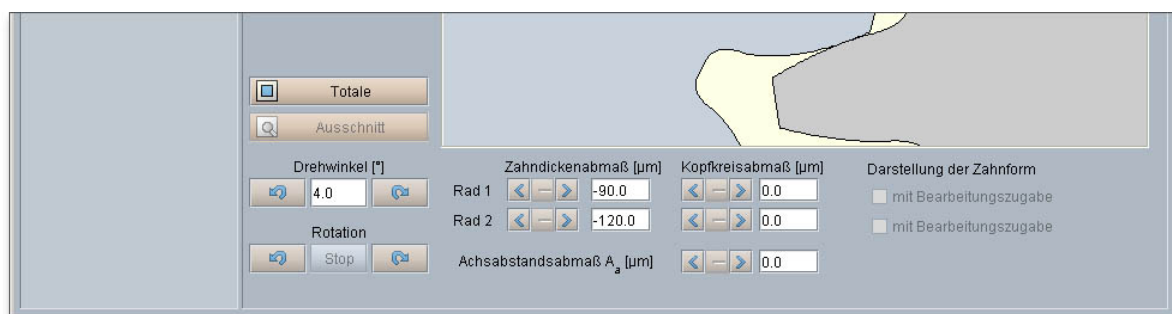 Totale
Ausschnitt
Drehwinkel [°] Zahndickenabmaß [µm] Kopfkreisabmaß [µm] Darstellung der Zahnform
4.0 Rad 1 -90.0 0.0 mit Bearbeitungszugabe
Rad 2 -120.0 0.0 mit Bearbeitungszugabe
Rotation
Stop Achsabstandsabmaß Aa [µm] 0.0